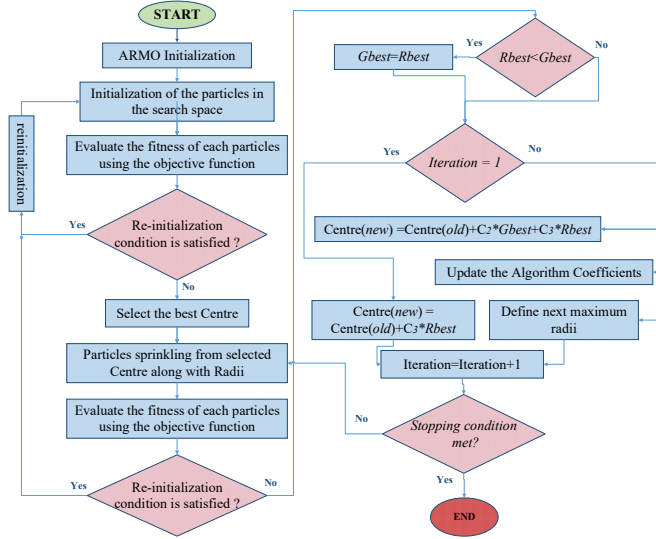 START
ARMO Initialization
Initialization of the particles in
the search space
reinitialization
Evaluate the fitness of each particles
using the objective function
Yes
Re-initialization
condition is satisfied ?
No
Select the best Centre
Particles sprinkling from selected
Centre along with Radii
Evaluate the fitness of each particles
using the objective function
Yes
Re-initialization
condition is satisfied ?
No
Rbest<Gbest
Yes
No
Gbest=Rbest
Yes
Iteration = 1
No
Centre(new) =Centre(old)+C2*Gbest+C3*Rbest
Update the Algorithm Coefficients
Centre(new) =
Centre(old)+C3*Rbest
Define next maximum
radii
Iteration=Iteration+1
No
Stopping condition
met?
Yes
END